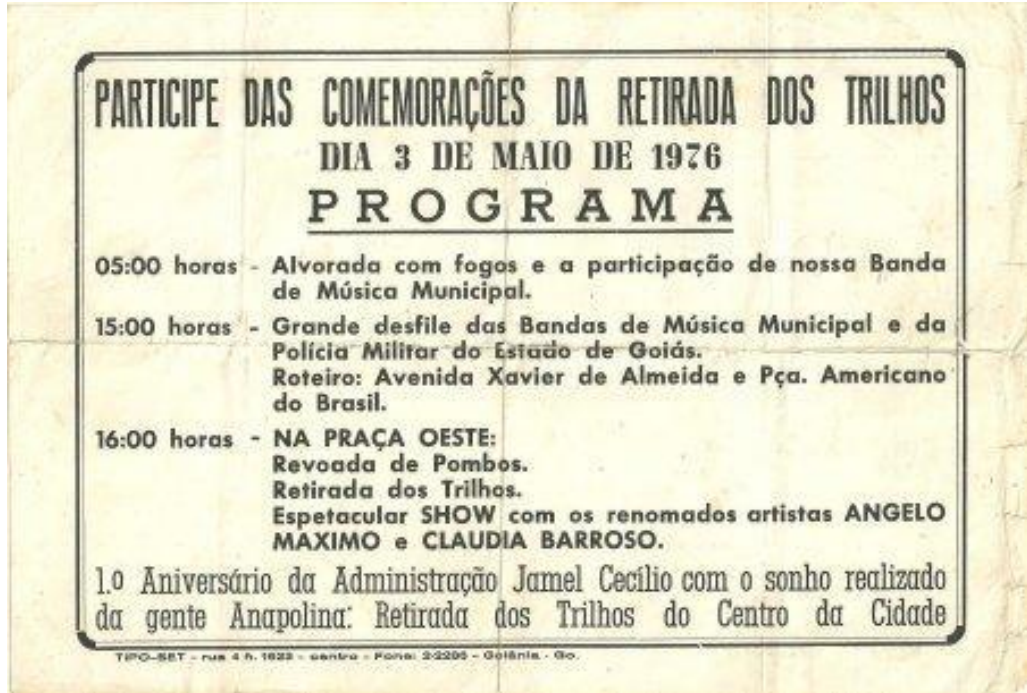 PARTICIPE DAS COMEMORAÇÕES DA RETIRADA DOS TRILHOS
DIA 3 DE MAIO DE 1976
PROGRAMA
05:00 horas - Alvorada com fogos e a participação de nossa Banda
de Música Municipal.
15:00 horas - Grande desfile das Bandas de Música Municipal e da
Polícia Militar do Estado de Goiás.
Roteiro: Avenida Xavier de Almeida e Pça. Americano
do Brasil.
16:00 horas - NA PRAÇA OESTE:
Revoada de Pombos.
Retirada dos Trilhos.
Espetacular SHOW com os renomados artistas ANGELO
MAXIMO e CLAUDIA BARROSO.
1.º Aniversário da Administração Jamel Cecílio com o sonho realizado
da gente Anapolina: Retirada dos Trilhos do Centro da Cidade
TIPO-SET - rua 4 n. - centro - Fone: - Goiânia - Go.